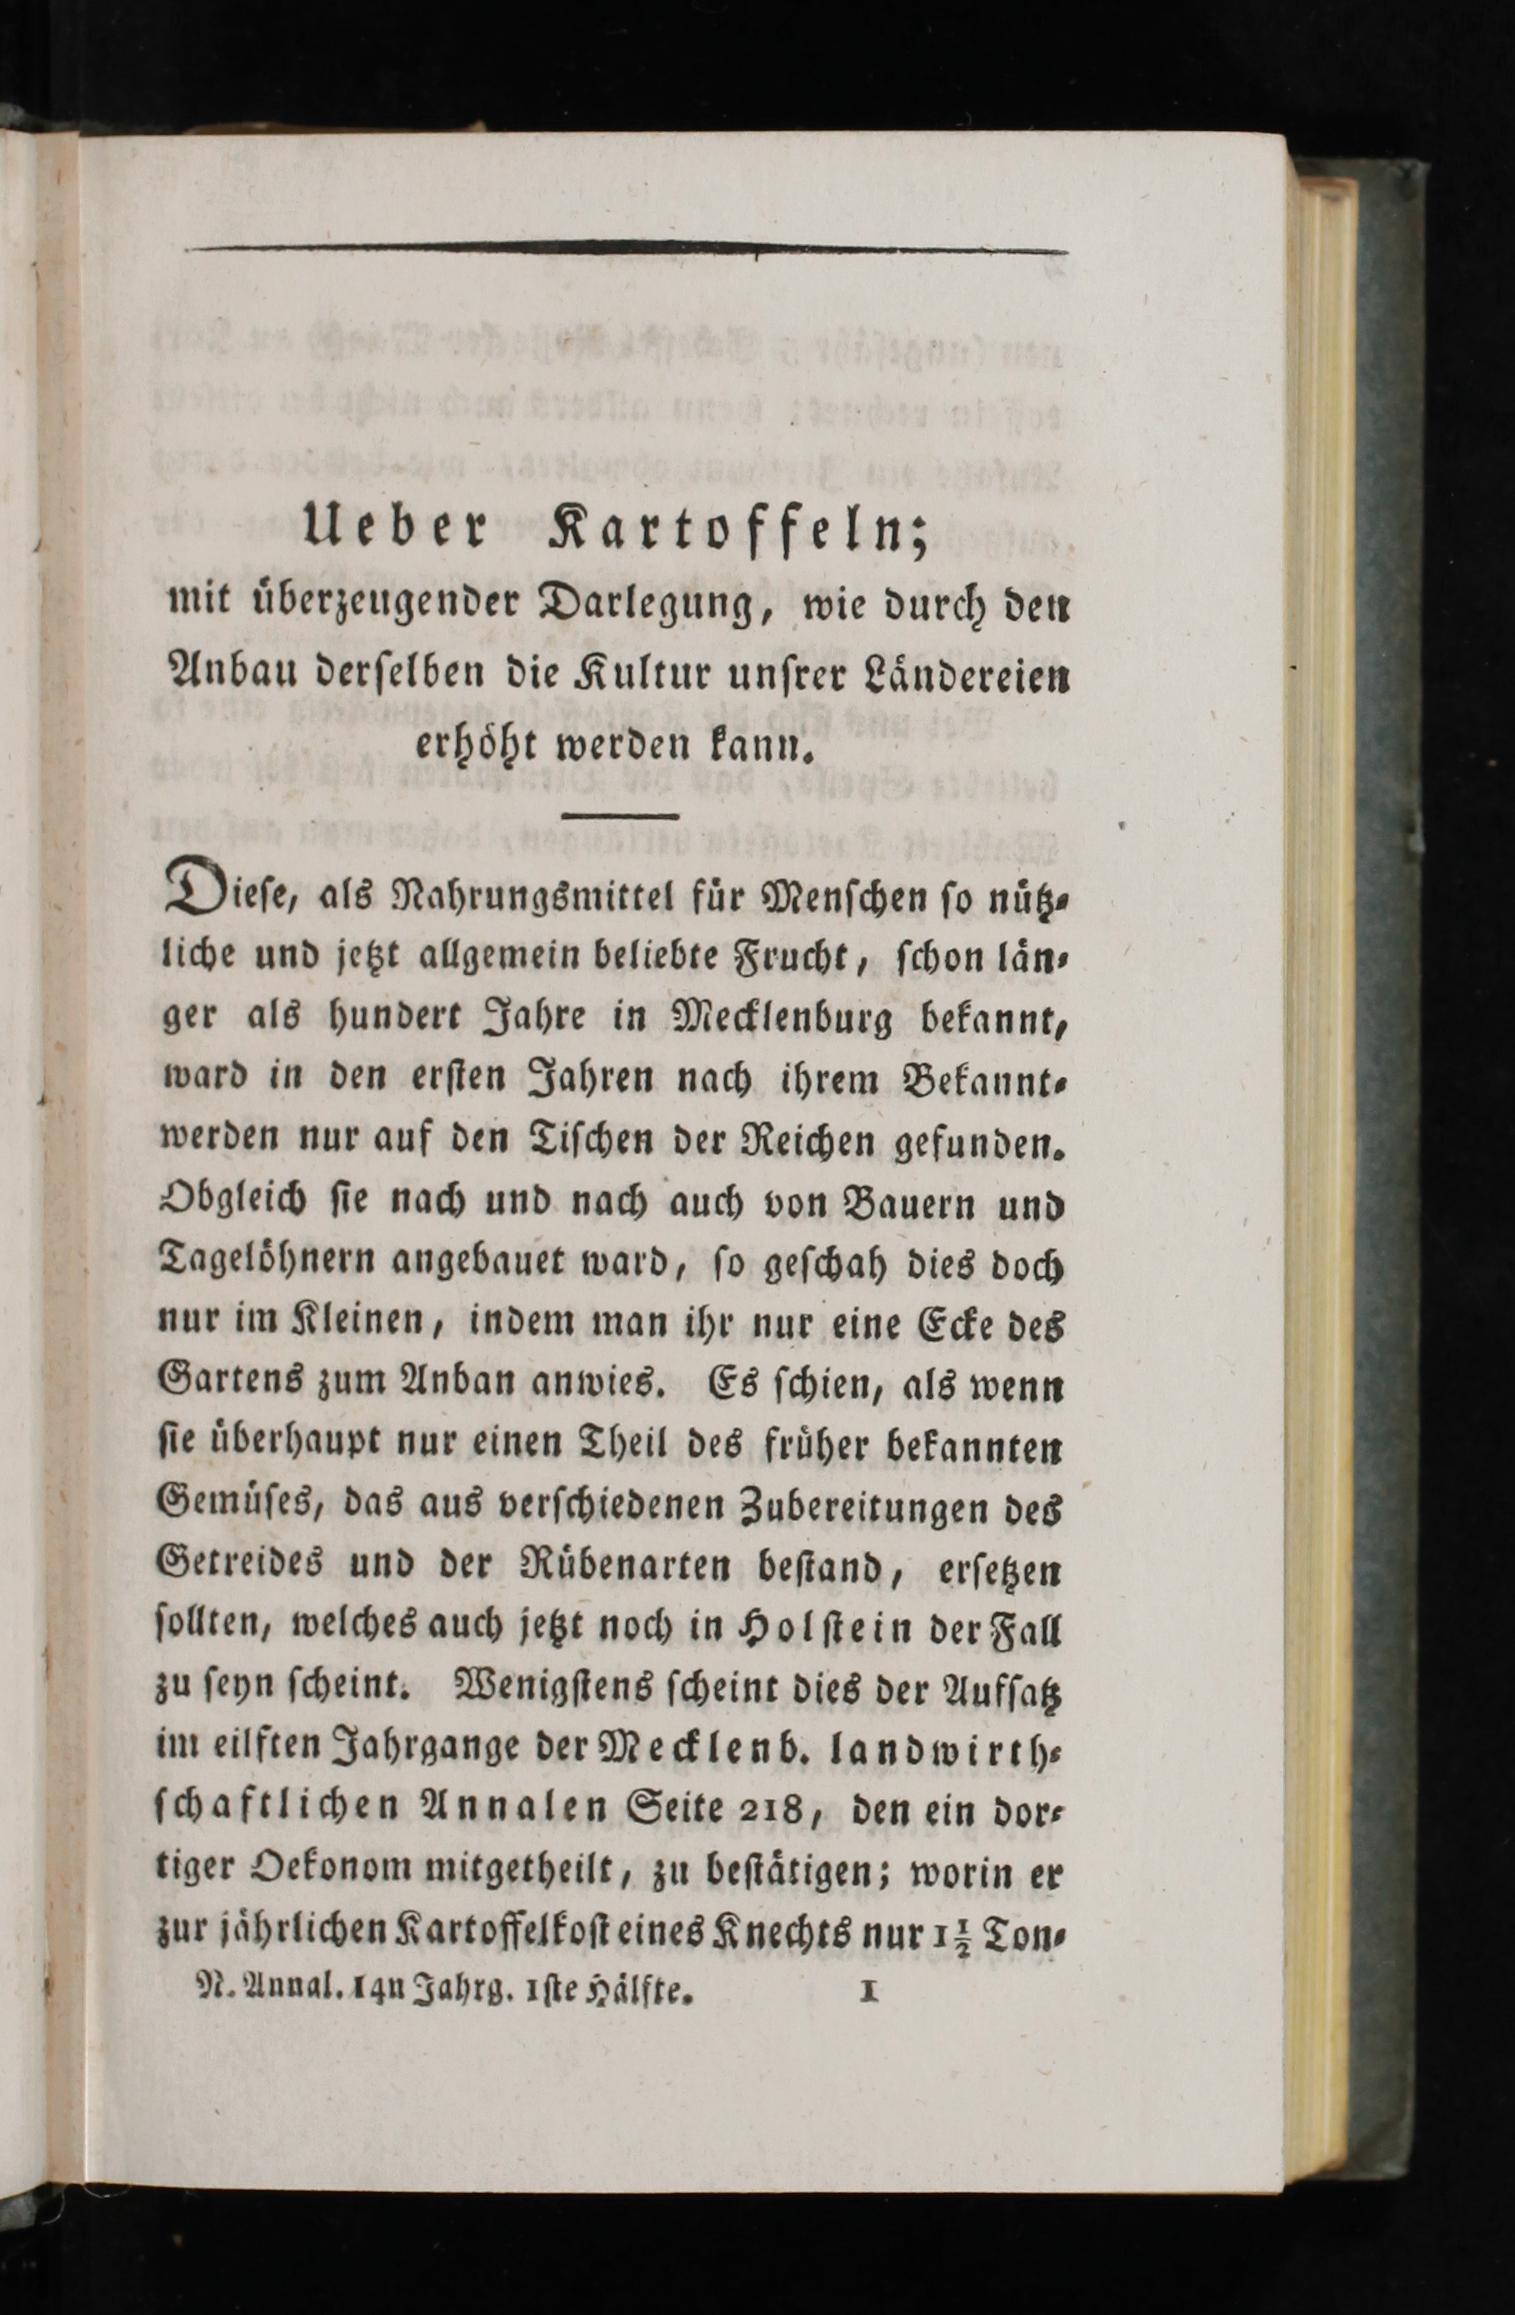 Ueber Kartoffeln;
mit überzeugender Darlegung, wie durch den
Anbau derſelben die Kultur unſrer Ländereien
erhöht werden kann.
Dieſe, als Nahrungsmittel für Menſchen ſo nütz⸗
liche und jetzt allgemein beliebte Frucht, ſchon län⸗
ger als hundert Jahre in Mecklenburg bekannt,
ward in den erſten Jahren nach ihrem Bekannt⸗
werden nur auf den Tiſchen der Reichen gefunden.
Obgleich ſie nach und nach auch von Bauern und
Tagelöhnern angebauet ward, ſo geſchah dies doch
nur im Kleinen, indem man ihr nur eine Ecke des
Gartens zum Anban anwies. Es ſchien, als wenn
ſie überhaupt nur einen Theil des früher bekannten
Gemüſes, das aus verſchiedenen Zubereitungen des
Getreides und der Rübenarten beſtand, erſetzen
ſollten, welches auch jetzt noch in Holſtein der Fall
zu ſeyn ſcheint. Wenigſtens ſcheint dies der Aufſatz
im eilften Jahrgange der Mecklenb. landwirth⸗
ſchaftlichen Annalen Seite 218, den ein dor⸗
tiger Oekonom mitgetheilt, zu beſtätigen; worin er
zur jährlichen Kartoffelkoſt eines Knechts nur 1½ Ton⸗
N. Annal. 14n Jahrg. 1ſte Hälfte. 1